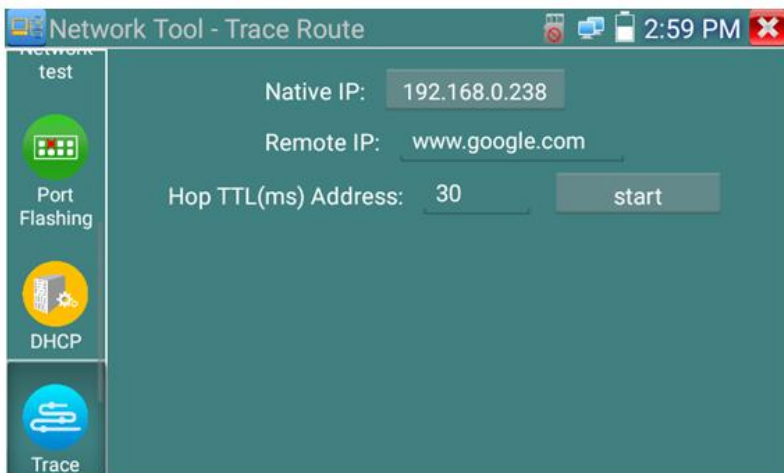 Network Tool - Trace Route
2:59 PM
Network
test
Port
Flashing
DHCP
Trace
Native IP: 192.168.0.238
Remote IP: www.google.com
Hop TTL(ms) Address: 30 start